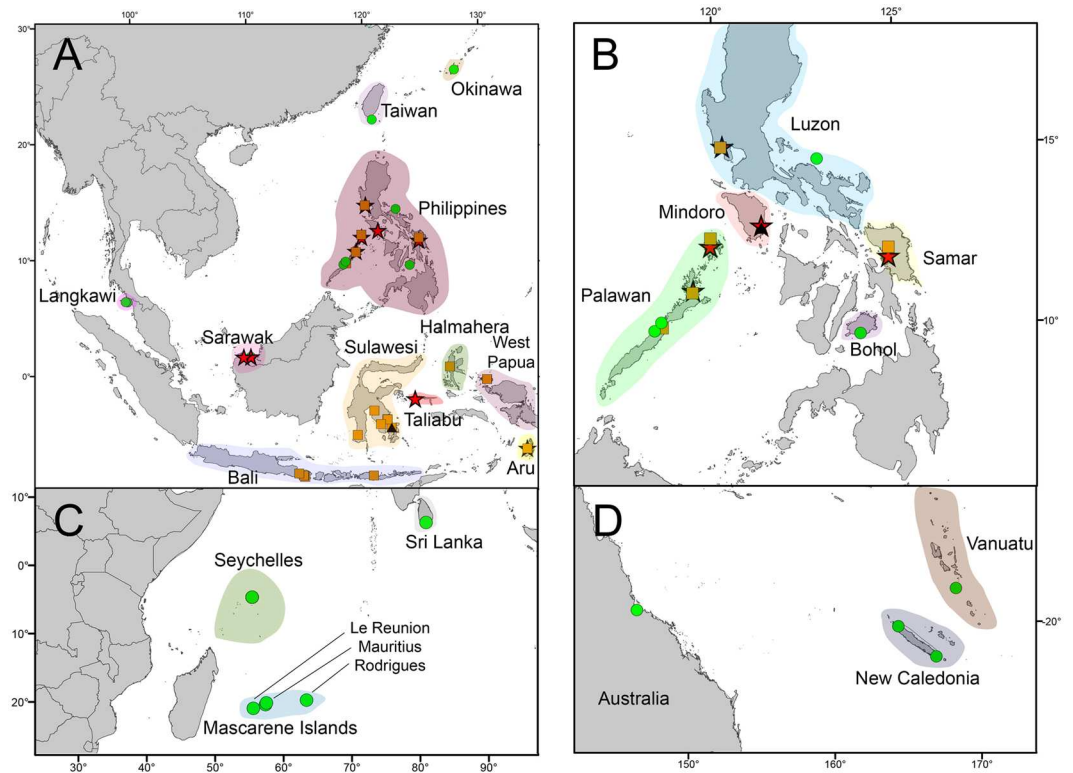 100° 110° 120° 130°
120° 125°
30°
A
Okinawa
Taiwan
20°
Philippines
10°
Langkawi
Sarawak
Halmahera
Sulawesi
West
Papua
0°
Taliabu
Aru
Bali
B
Luzon
15°
Mindoro
Samar
Palawan
10°
Bohol
10°
C
Sri Lanka
0°
Seychelles
10°
Le Reunion
Mauritius
Rodrigues
20°
Mascarene Islands
30° 40° 50° 60° 70° 80° 90°
D
Vanuatu
-20°
New Caledonia
Australia
150° 160° 170°